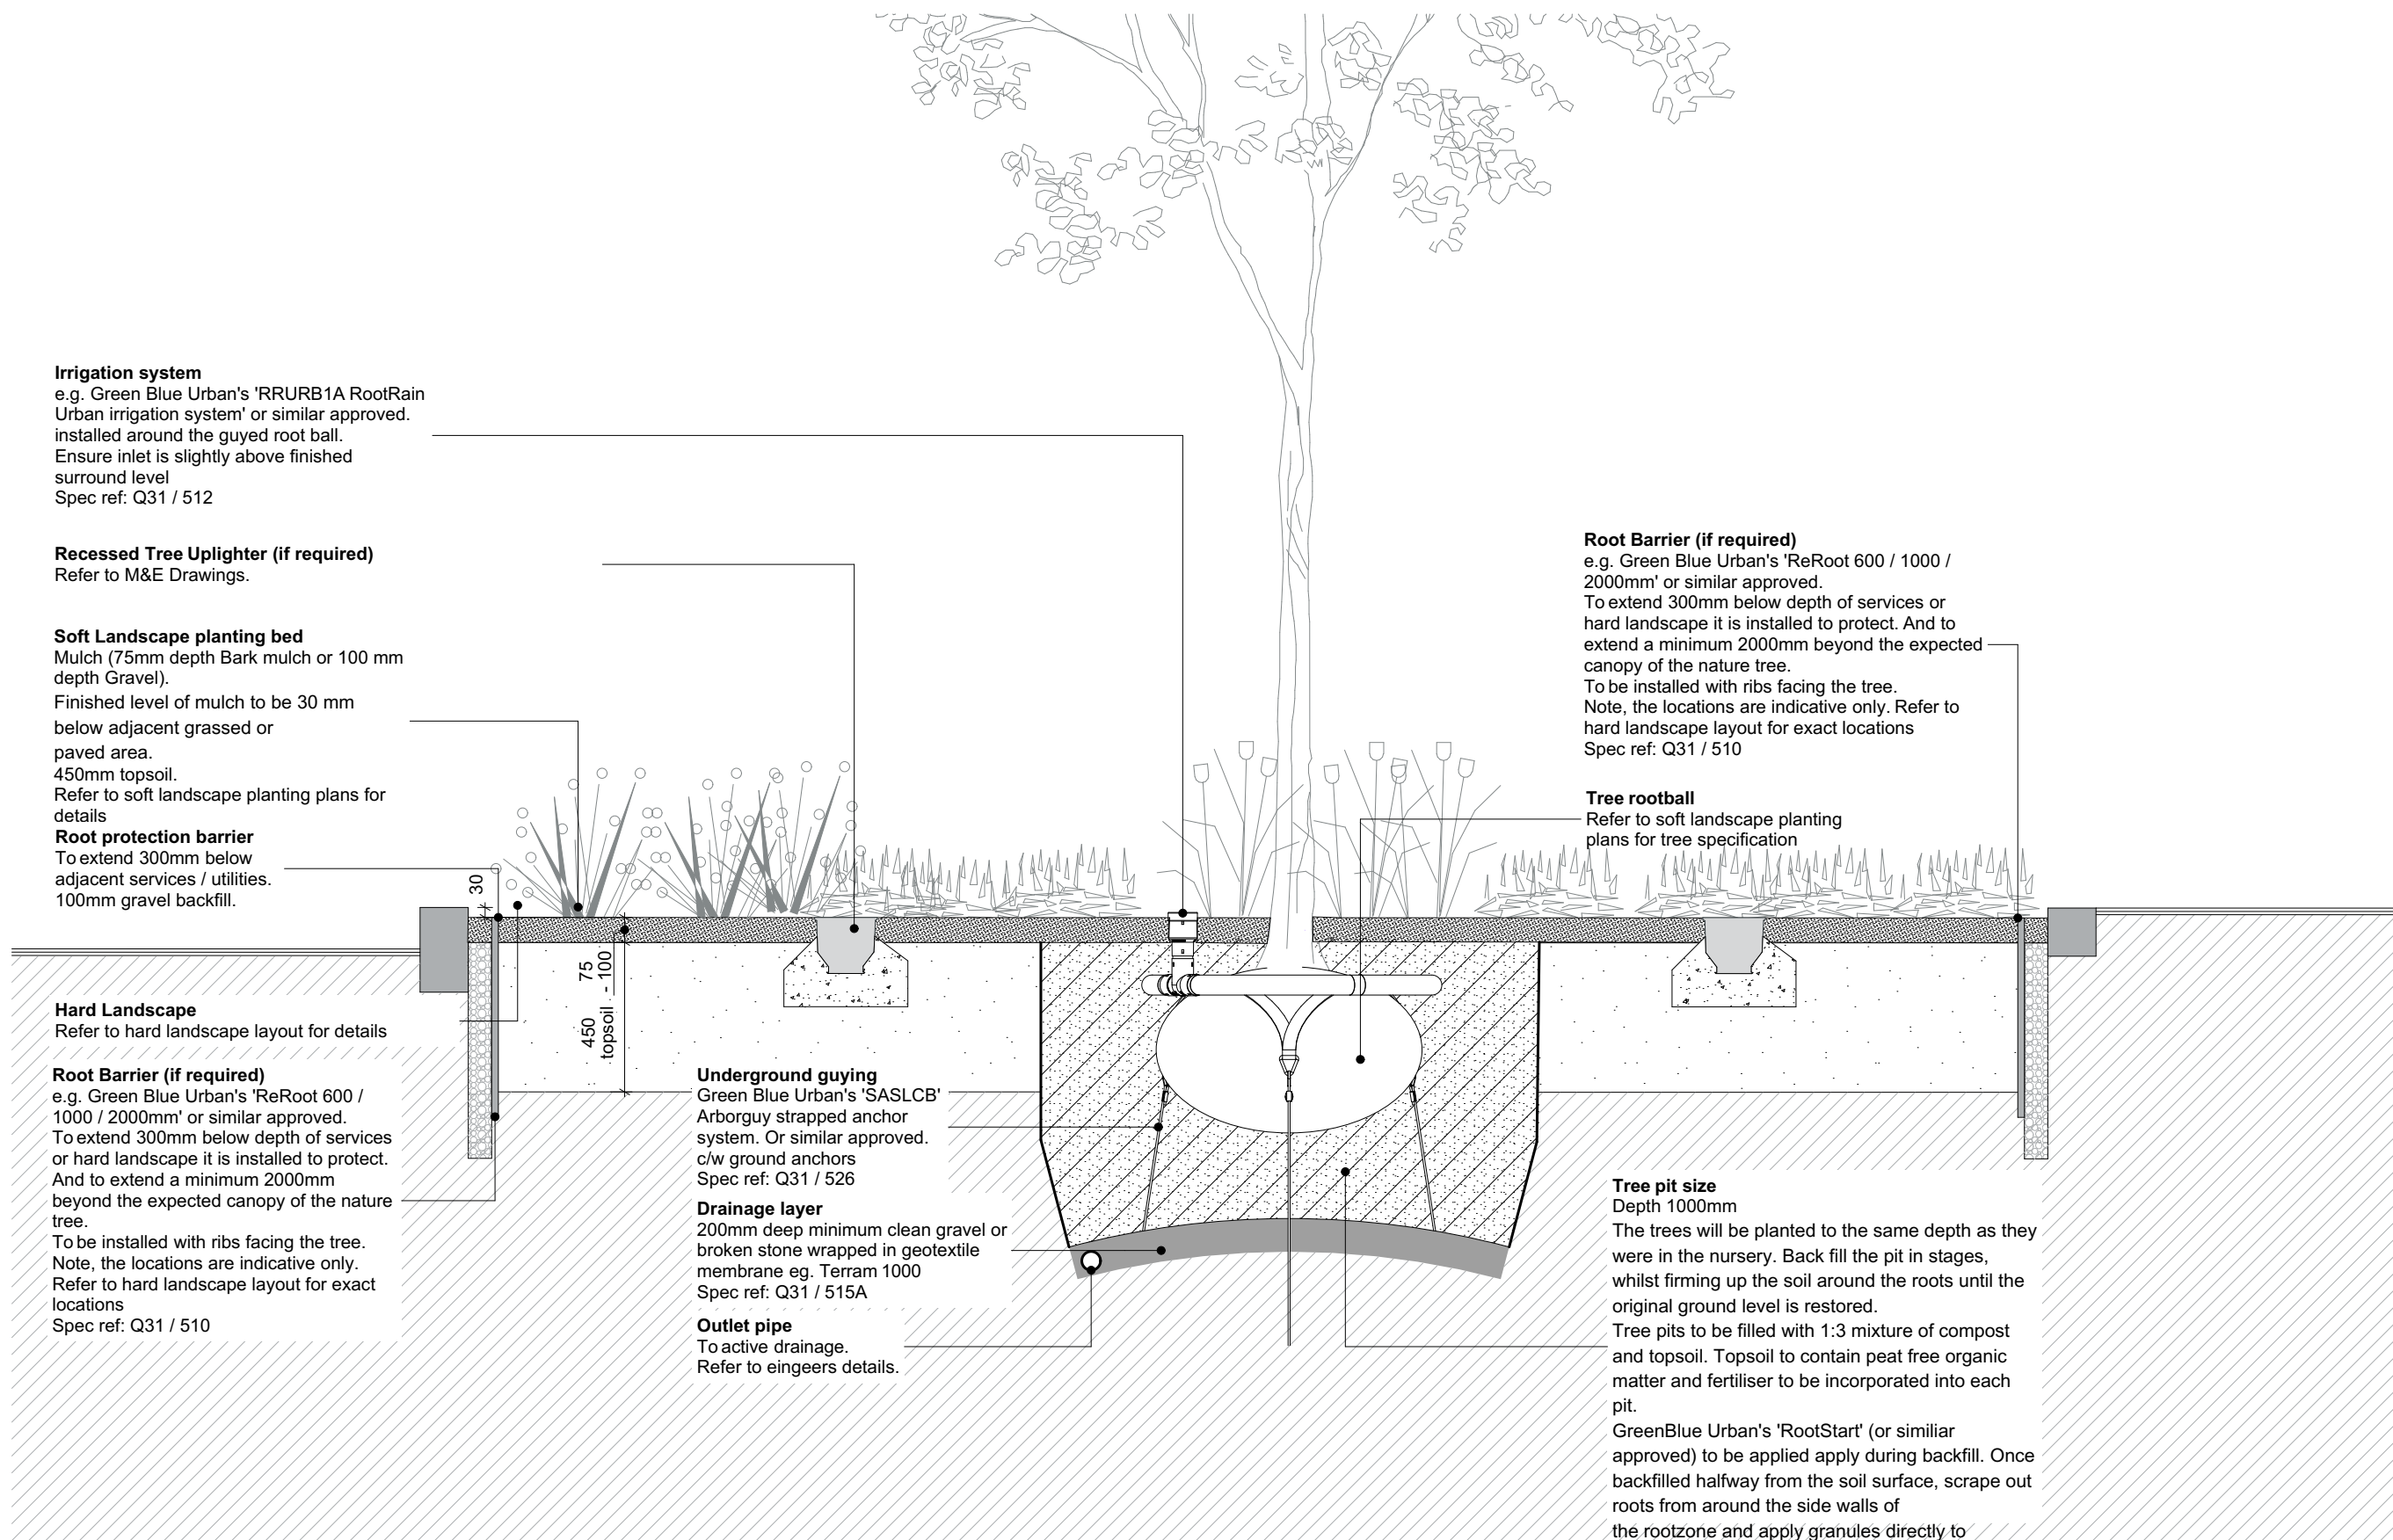 Irrigation system
e.g. Green Blue Urban's 'RRURB1A RootRain
Urban irrigation system' or similar approved.
installed around the guyed root ball.
Ensure inlet is slightly above finished
surround level
Spec ref: Q31 / 512
Recessed Tree Uplighter (if required)
Refer to M&E Drawings.
Soft Landscape planting bed
Mulch (75mm depth Bark mulch or 100 mm
depth Gravel).
Finished level of mulch to be 30 mm
below adjacent grassed or
paved area.
450mm topsoil.
Refer to soft landscape planting plans for
details
Root protection barrier
To extend 300mm below
adjacent services / utilities.
100mm gravel backfill.
30
75
- 100
450
topsoil
Hard Landscape
Refer to hard landscape layout for details
Root Barrier (if required)
e.g. Green Blue Urban's 'ReRoot 600 /
1000 / 2000mm' or similar approved.
To extend 300mm below depth of services
or hard landscape it is installed to protect.
And to extend a minimum 2000mm
beyond the expected canopy of the nature
tree.
To be installed with ribs facing the tree.
Note, the locations are indicative only.
Refer to hard landscape layout for exact
locations
Spec ref: Q31 / 510
Underground guying
Green Blue Urban's 'SASLCB'
Arborguy strapped anchor
system. Or similar approved.
c/w ground anchors
Spec ref: Q31 / 526
Drainage layer
200mm deep minimum clean gravel or
broken stone wrapped in geotextile
membrane eg. Terram 1000
Spec ref: Q31 / 515A
Outlet pipe
To active drainage.
Refer to eingeers details.
Root Barrier (if required)
e.g. Green Blue Urban's 'ReRoot 600 / 1000 /
2000mm' or similar approved.
To extend 300mm below depth of services or
hard landscape it is installed to protect. And to
extend a minimum 2000mm beyond the expected
canopy of the nature tree.
To be installed with ribs facing the tree.
Note, the locations are indicative only. Refer to
hard landscape layout for exact locations
Spec ref: Q31 / 510
Tree rootball
Refer to soft landscape planting
plans for tree specification
Tree pit size
Depth 1000mm
The trees will be planted to the same depth as they
were in the nursery. Back fill the pit in stages,
whilst firming up the soil around the roots until the
original ground level is restored.
Tree pits to be filled with 1:3 mixture of compost
and topsoil. Topsoil to contain peat free organic
matter and fertiliser to be incorporated into each
pit.
GreenBlue Urban's 'RootStart' (or similiar
approved) to be applied apply during backfill. Once
backfilled halfway from the soil surface, scrape out
roots from around the side walls of
the rootzone and apply granules directly to